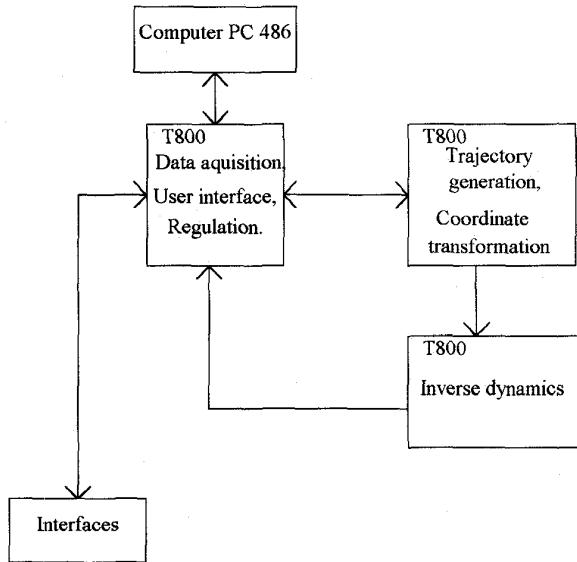 Computer PC 486
T800
Data aquisition,
User interface,
Regulation.
T800
Trajectory
generation,
Coordinate
transformation
T800
Inverse dynamics
Interfaces